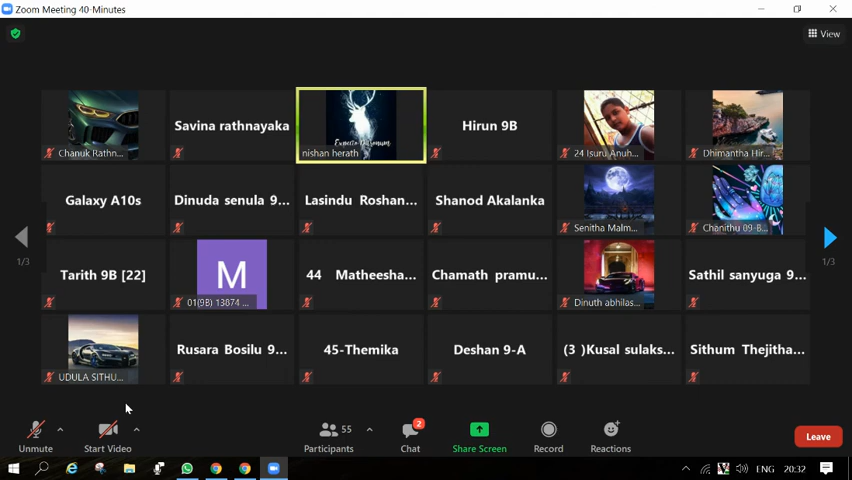 Zoom Meeting 40-Minutes
View
Chanuk Rathn...
Savina rathnayaka
Expecto Patronum
nishan herath
Hirun 9B
24 Isuru Anuh...
Dhimantha Hir...
Galaxy A10s
Dinuda senula 9...
Lasindu Roshan...
Shanod Akalanka
Senitha Malm...
Chanithu 09-B...
1/3
1/3
Tarith 9B [22]
M
01(9B) 13874 ...
44 Matheesha...
Chamath pramu...
Dinuth abhilas...
Sathil sanyuga 9...
UDULA SITHU...
Rusara Bosilu 9...
45-Themika
Deshan 9-A
(3 )Kusal sulaks...
Sithum Thejitha...
Unmute
Start Video
55
Participants
2
Chat
Share Screen
Record
Reactions
Leave
ENG
20:32